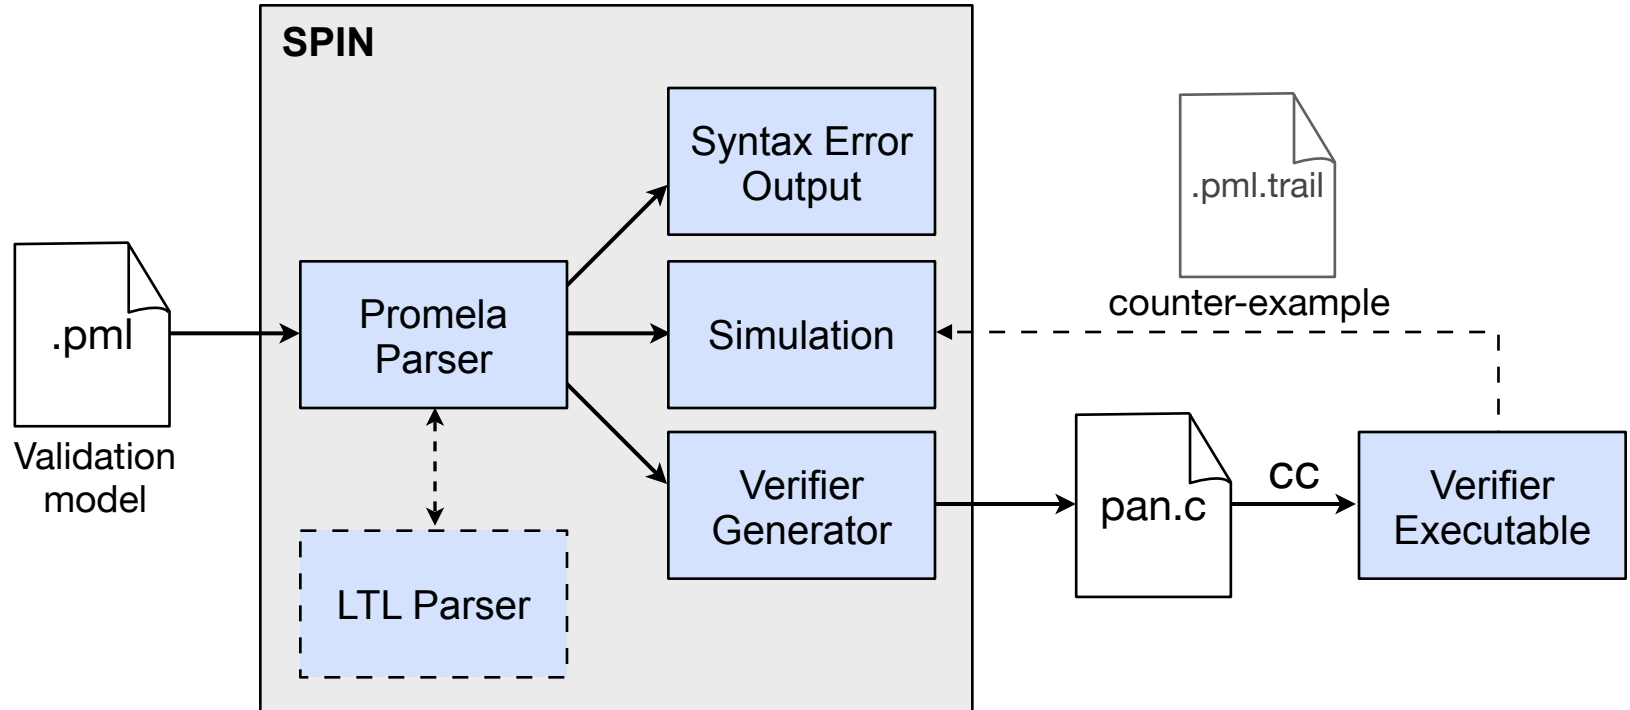 SPIN
Syntax Error
Output
.pml.trail
counter-example
.pml
Validation
model
Promela
Parser
Simulation
Verifier
Generator
pan.c
cc
Verifier
Executable
LTL Parser